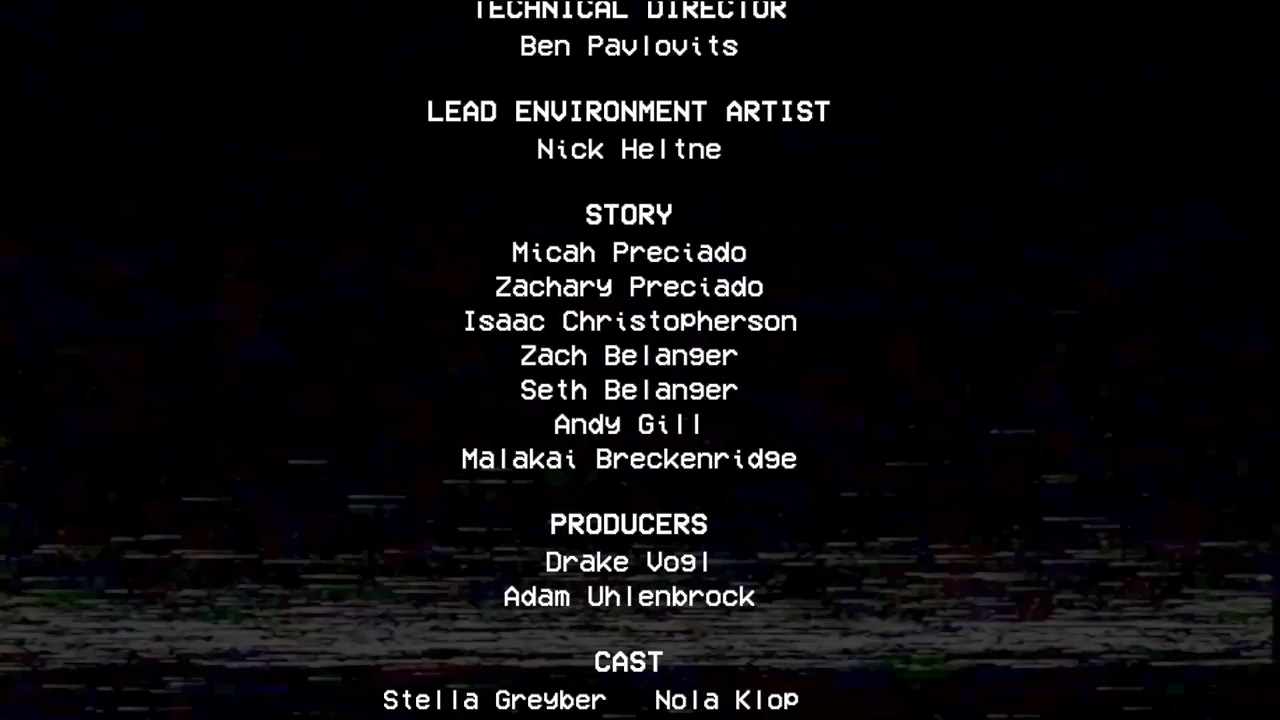 TECHNICAL DIRECTOR
Ben Pavlovits
LEAD ENVIRONMENT ARTIST
Nick Heltne
STORY
Micah Preciado
Zachary Preciado
Isaac Christopherson
Zach Belanger
Seth Belanger
Andy Gill
Malakai Breckenridge
PRODUCERS
Drake Vogl
Adam Uhlenbrock
CAST
Stella Greyber Nola Klop